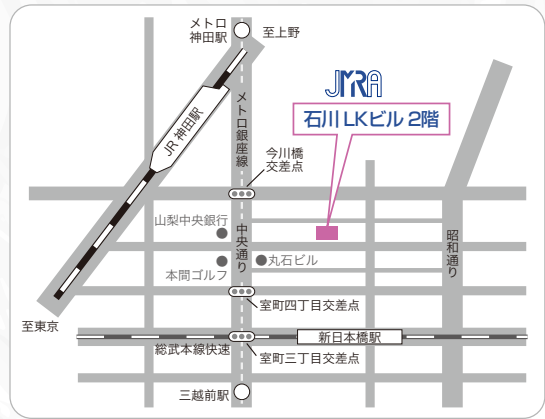 メトロ
神田駅
至上野
JMRA
石川LKビル 2階
JR 神田駅
メトロ銀座線
今川橋
交差点
山梨中央銀行
中央通り
昭和通り
丸石ビル
本間ゴルフ
室町四丁目交差点
至東京
新日本橋駅
総武本線快速
室町三丁目交差点
三越前駅